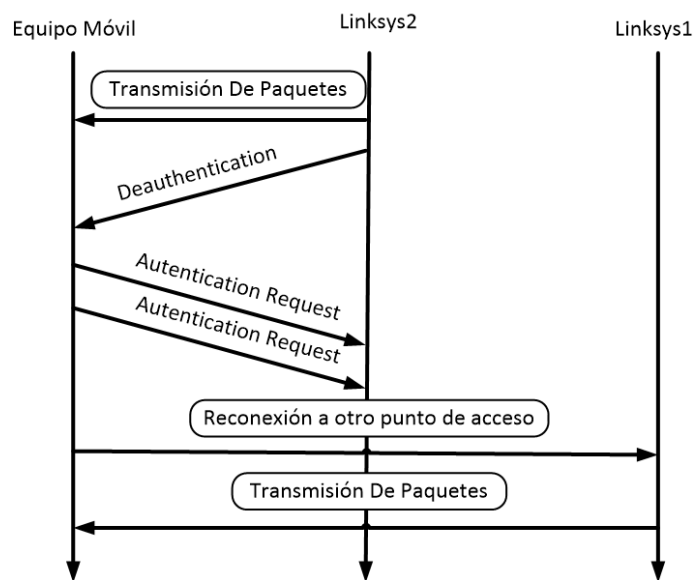 Equipo Móvil
Linksys2
Linksys1
Transmisión De Paquetes
Deauthentication
Autentication Request
Autentication Request
Reconexión a otro punto de acceso
Transmisión De Paquetes